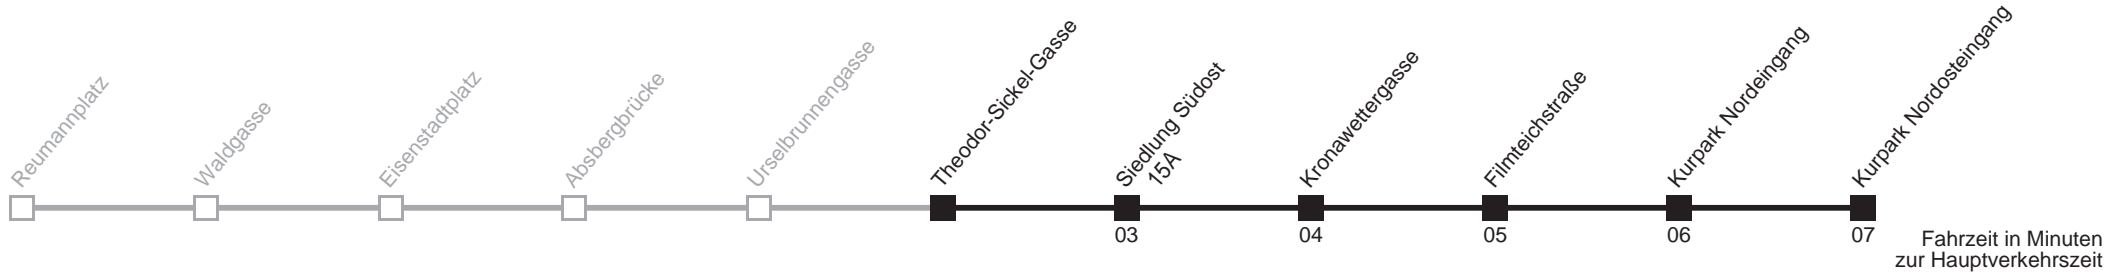 Reumannplatz
Waldgasse
Eisenstadtplatz
Absbergbrücke
Urselbrunnengasse
Theodor-Sickel-Gasse
Siedlung Südost
15A
Kronawettergasse
Filmteichstraße
Kurpark Nordeingang
Kurpark Nordosteingang
03
04
05
06
07
Fahrzeit in Minuten
zur Hauptverkehrszeit